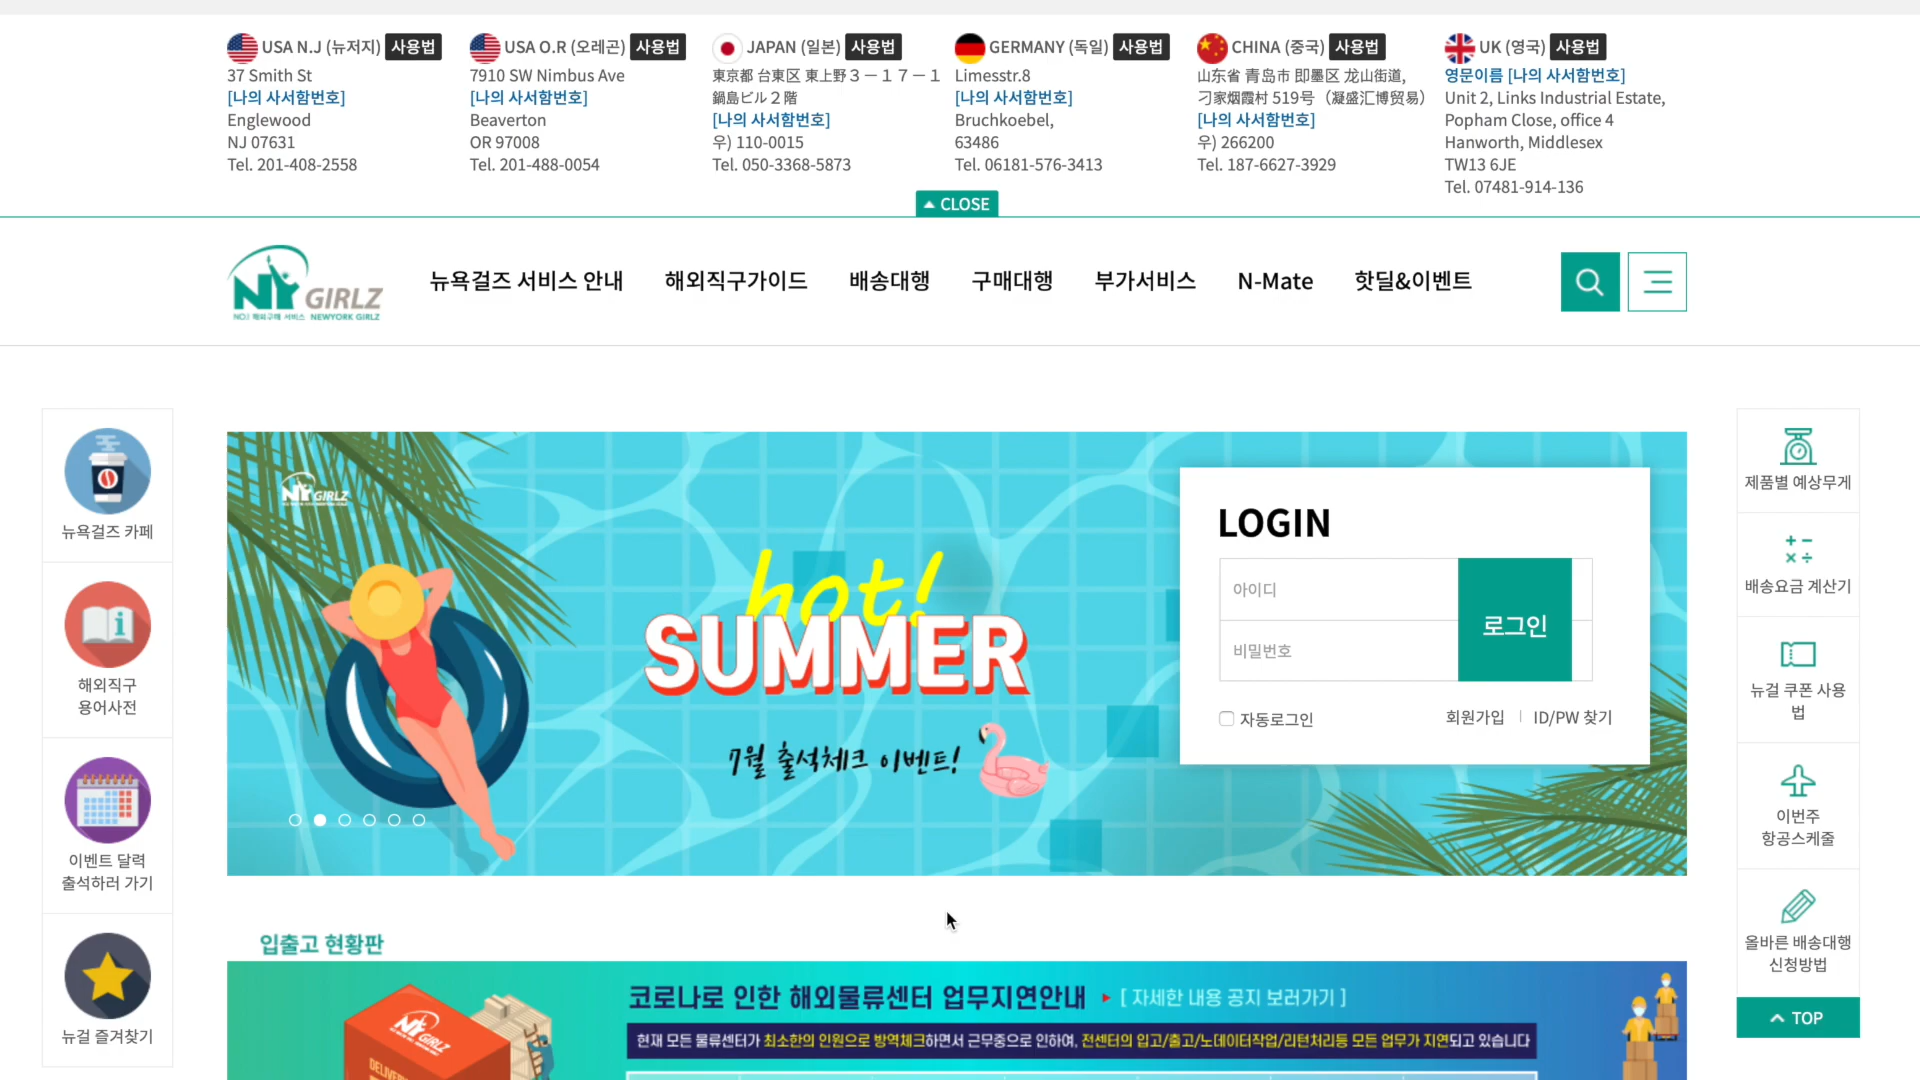 USA N.J (뉴저지) 사용법
37 Smith St
[나의 사서함번호]
Englewood
NJ 07631
Tel. 201-408-2558
USA O.R (오레곤) 사용법
7910 SW Nimbus Ave
[나의 사서함번호]
Beaverton
OR 97008
Tel. 201-488-0054
JAPAN (일본) 사용법
東京都 台東区 東上野３－１７－１
鍋島ビル２階
[나의 사서함번호]
우) 110-0015
Tel. 050-3368-5873
GERMANY (독일) 사용법
Limesstr.8
[나의 사서함번호]
Bruchkoebel,
63486
Tel. 06181-576-3413
CHINA (중국) 사용법
山东省 青岛市 即墨区 龙山街道,
刁家烟霞村 519号（凝盛汇博贸易）
[나의 사서함번호]
우) 266200
Tel. 187-6627-3929
UK (영국) 사용법
영문이름 [나의 사서함번호]
Unit 2, Links Industrial Estate,
Popham Close, office 4
Hanworth, Middlesex
TW13 6JE
Tel. 07481-914-136
CLOSE
NY GIRLZ
NO.1 해외구매 서비스 NEWYORK GIRLZ
뉴욕걸즈 서비스 안내 해외직구가이드 배송대행 구매대행 부가서비스 N-Mate 핫딜&이벤트
뉴욕걸즈 카페
해외직구
용어사전
이벤트 달력
출석하러 가기
뉴걸 즐겨찾기
NY GIRLZ
hot!
SUMMER
7월 출석체크 이벤트!
LOGIN
아이디
비밀번호
로그인
자동로그인
회원가입 ID/PW 찾기
제품별 예상무게
배송요금 계산기
뉴걸 쿠폰 사용
법
이번주
항공스케줄
올바른 배송대행
신청방법
TOP
입출고 현황판
NY GIRLZ
코로나로 인한 해외물류센터 업무지연안내 [ 자세한 내용 공지 보러가기 ]
현재 모든 물류센터가 최소한의 인원으로 방역체크하면서 근무중으로 인하여, 전센터의 입고/출고/노데이터작업/리턴처리등 모든 업무가 지연되고 있습니다